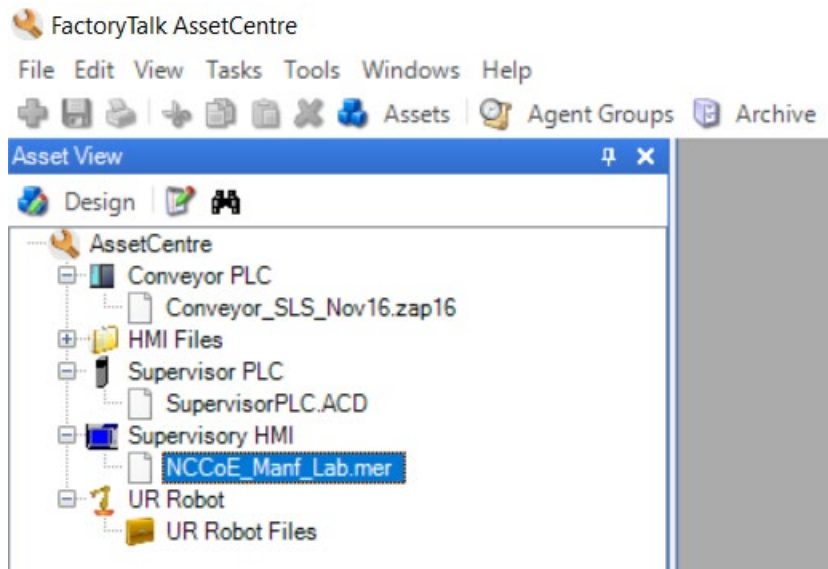 FactoryTalk AssetCentre
File Edit View Tasks Tools Windows Help
Assets Agent Groups Archive
Asset View
Design
AssetCentre
Conveyor PLC
Conveyor_SLS_Nov16.zap16
HMI Files
Supervisor PLC
SupervisorPLC.ACD
Supervisory HMI
NCCoE_Manf_Lab.mer
UR Robot
UR Robot Files